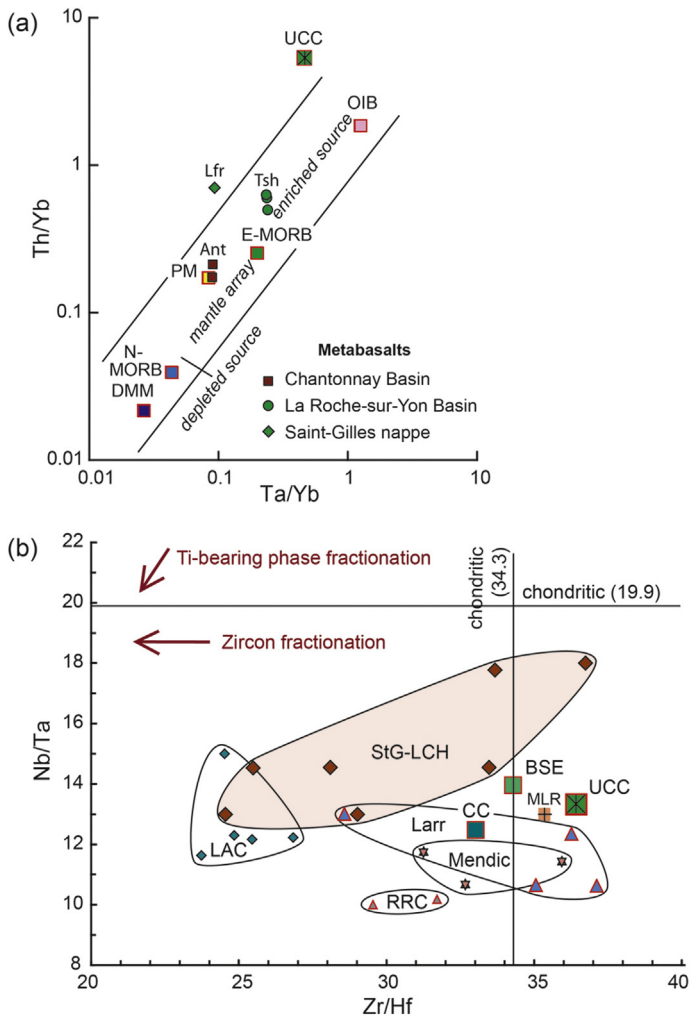 (a)
10
UCC
OIB
enriched source
1
Lfr
Tsh
Th/Yb
E-MORB
Ant
PM
mantle array
0.1
N-
MORB
DMM
depleted source
Metabasalts
Chantonnay Basin
La Roche-sur-Yon Basin
Saint-Gilles nappe
0.01
0.01 0.1 1 10
Ta/Yb
(b)
22
Ti-bearing phase fractionation
chondritic
(34.3)
chondritic (19.9)
20
Zircon fractionation
18
StG-LCH
16
Nb/Ta
BSE
14
UCC
MLR
CC
Larr
12
LAC
Mendic
RRC
10
8
20 25 30 35 40
Zr/Hf